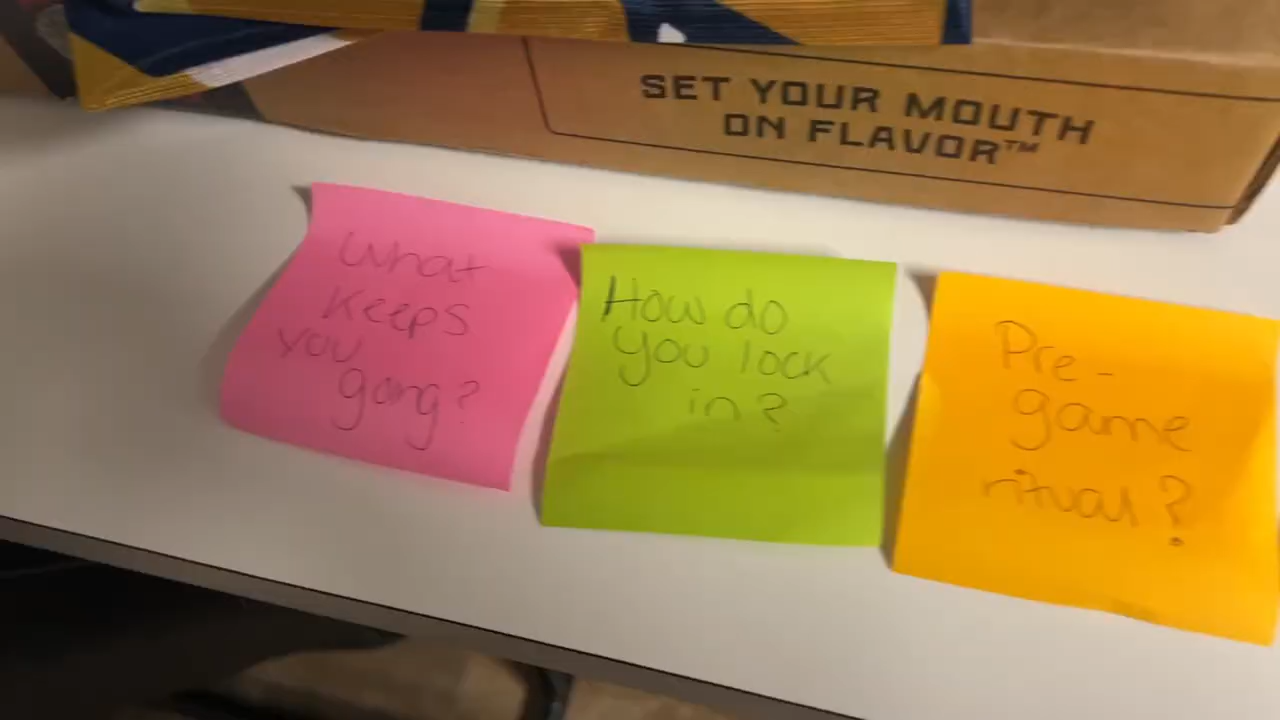 SET YOUR MOUTH
ON FLAVOR™
What
Keeps
you
going?
How do
you lock
in?
Pre-
game
ritual?